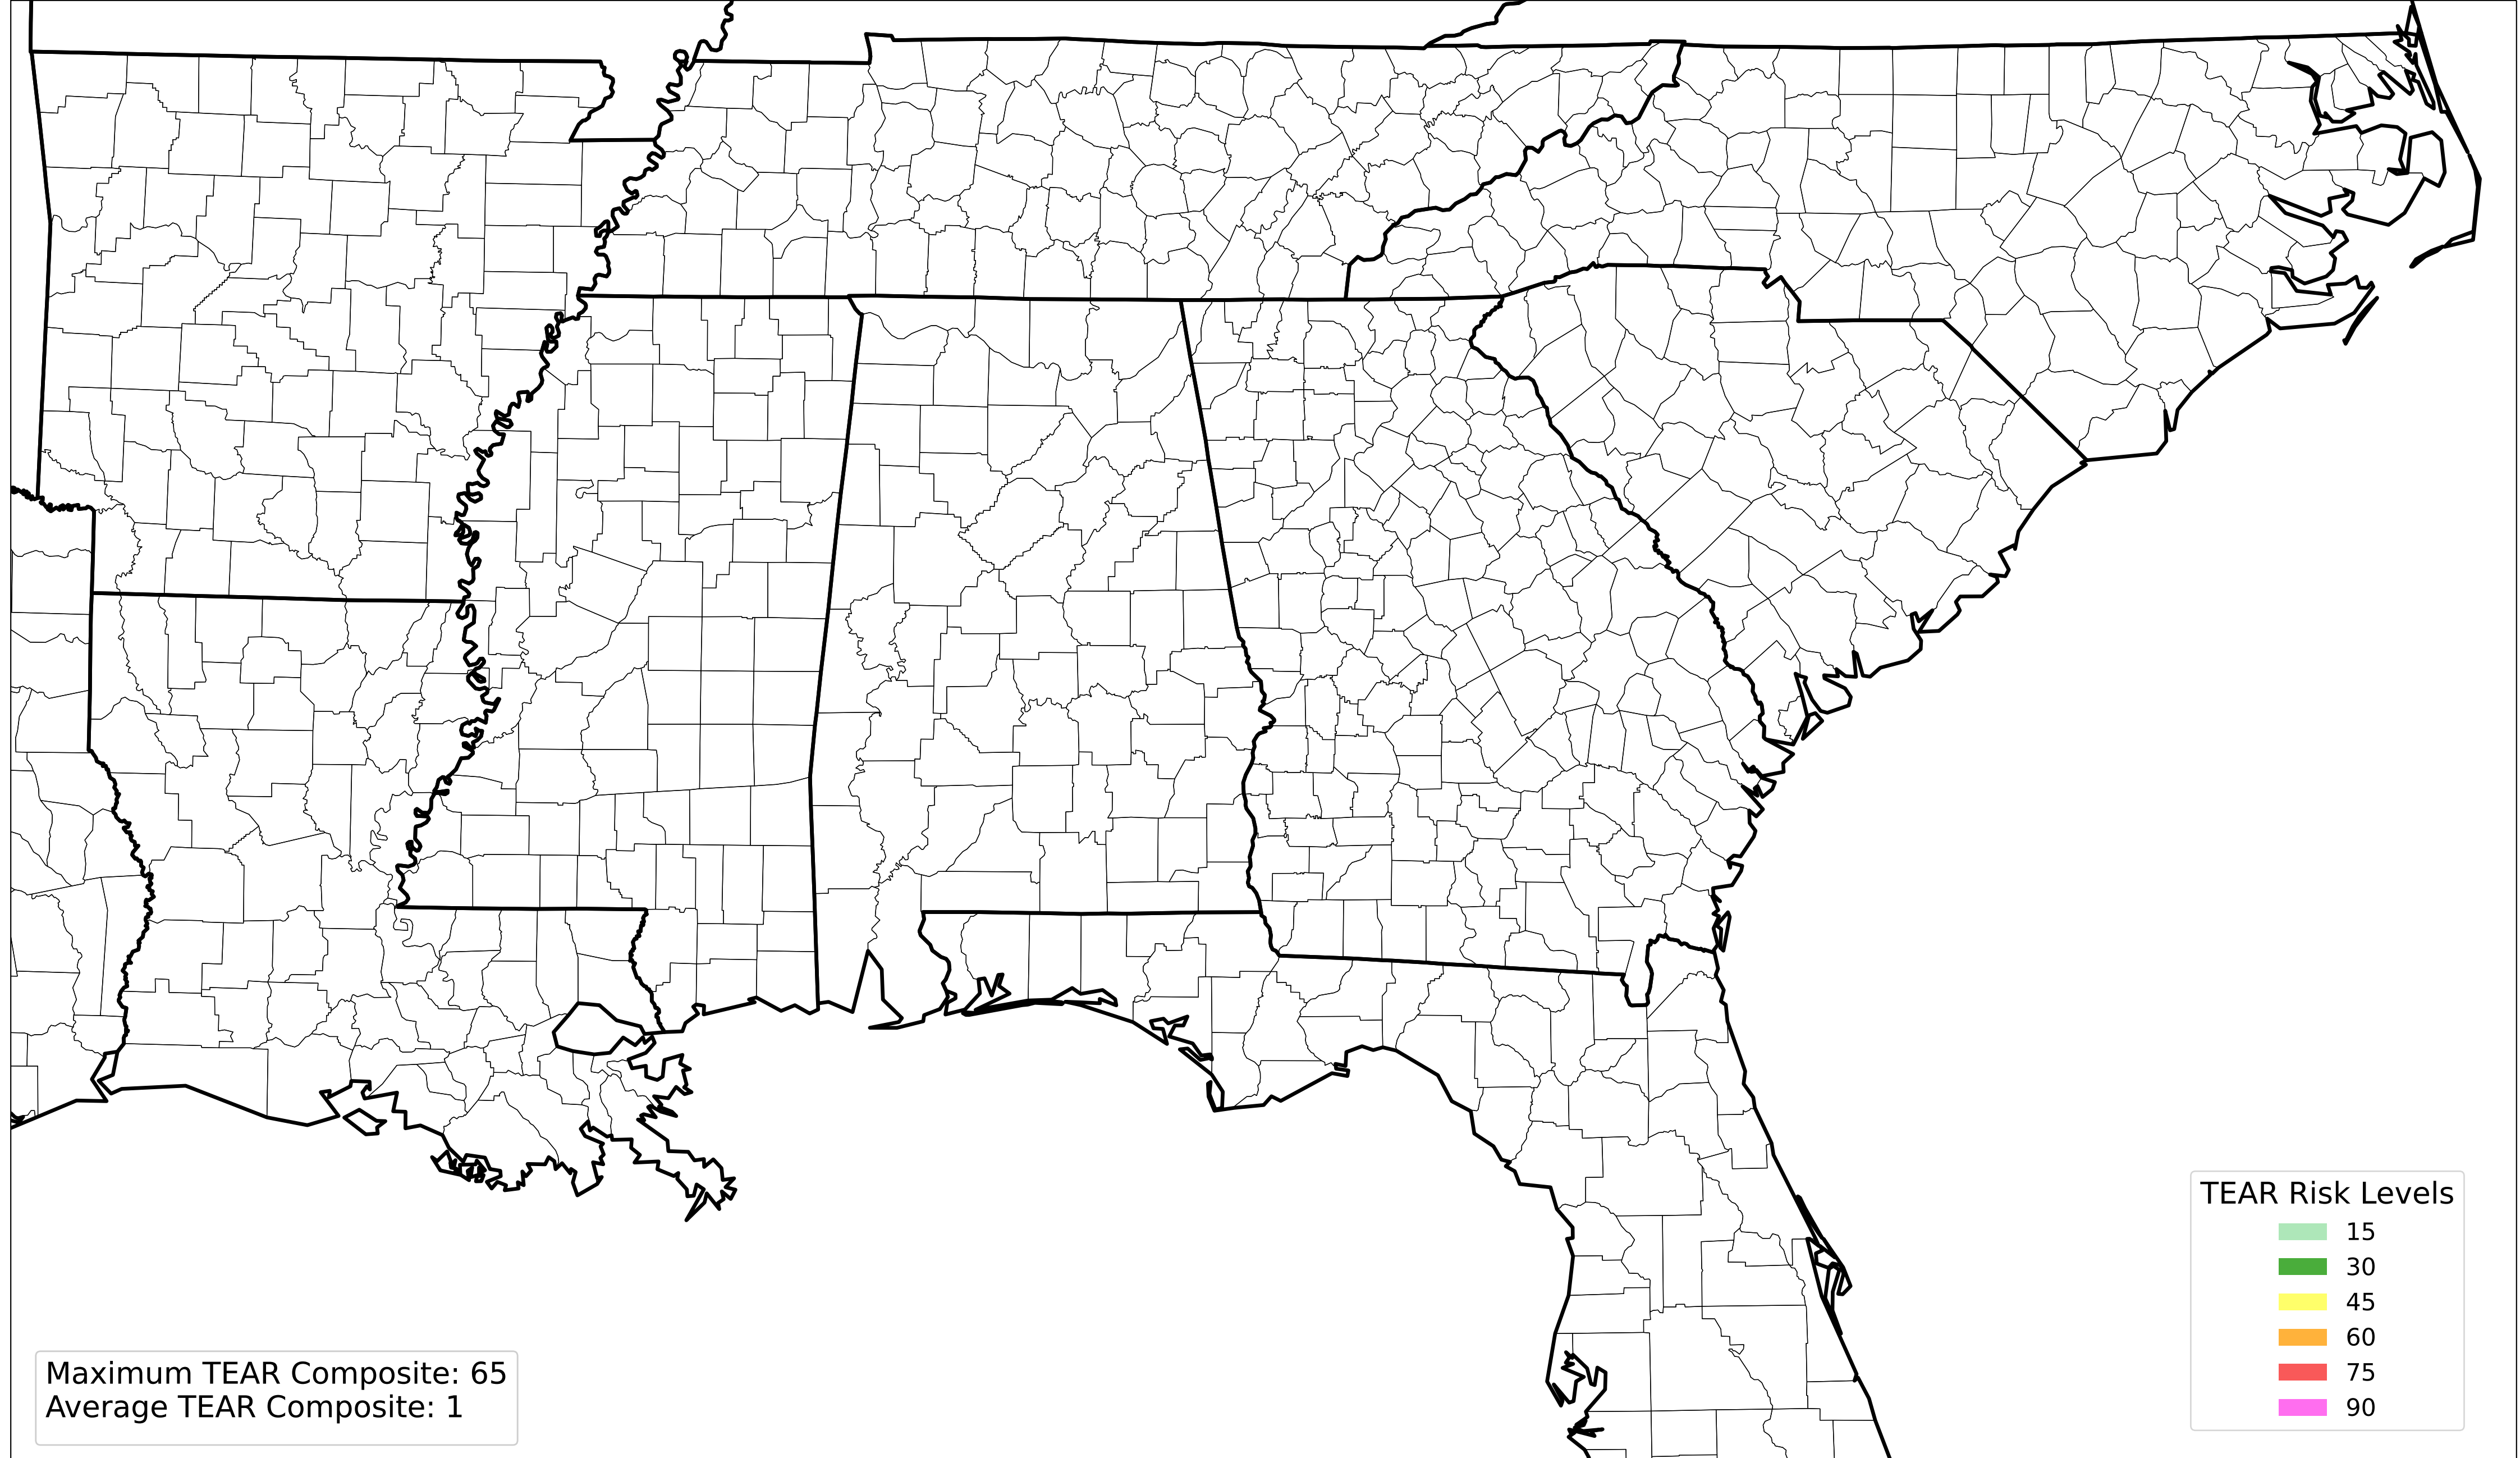 TEAR Risk Levels
15
30
45
60
75
90
Maximum TEAR Composite: 65
Average TEAR Composite: 1